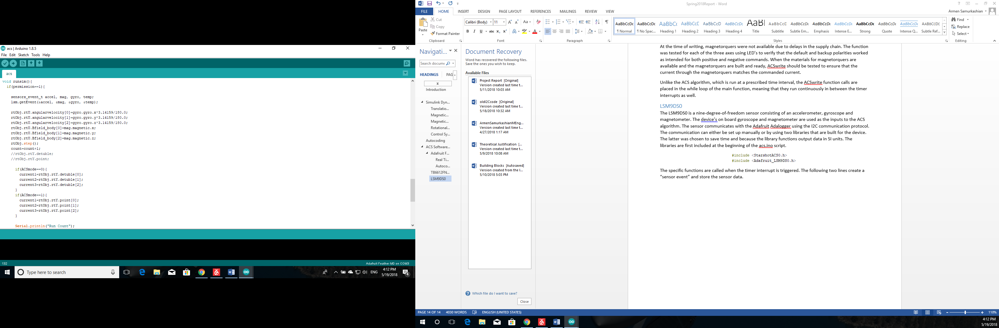 acs | Arduino 1.8.5
File Edit Sketch Tools Help
acs
void runsim(){
if(permission==1){
sensors_event_t accel, mag, gyro, temp;
lsm.getEvent(&accel, &mag, &gyro, &temp);
rtObj.rtU.angularvelocity[0]=gyro.gyro.x*3.14159/180.0;
rtObj.rtU.angularvelocity[1]=gyro.gyro.y*3.14159/180.0;
rtObj.rtU.angularvelocity[2]=gyro.gyro.z*3.14159/180.0;
rtObj.rtU.Bfield_body[0]=mag.magnetic.x;
rtObj.rtU.Bfield_body[1]=mag.magnetic.y;
rtObj.rtU.Bfield_body[2]=mag.magnetic.z;
rtObj.step();
count=count+1;
//rtObj.rtY.detuble;
//rtObj.rtY.point;
if(ACSmode==0){
current1=rtObj.rtY.detuble[0];
current2=rtObj.rtY.detuble[1];
current3=rtObj.rtY.detuble[2];
}
if(ACSmode==1){
current1=rtObj.rtY.point[0];
current2=rtObj.rtY.point[1];
current3=rtObj.rtY.point[2];
}
Serial.println("Run Count");
132
Adafruit Feather M0 on COM3
Type here to search
ENG
4:12 PM
5/19/2018
4
Spring2018Report - Word
FILE HOME INSERT DESIGN PAGE LAYOUT REFERENCES MAILINGS REVIEW VIEW
Armen Samurkashian
Paste
Cut
Copy
Format Painter
Clipboard
Calibri (Body) 11
Font
Paragraph
AaBbCcDc AaBbCcDc AaBbC( AaBbCcC AaBbCcD AaBbCcDc AaBl AaBbCcC AaBbCcDc AaBbCcDc AaBbCcDc AaBbCcDc AaBbCcDc AaBbCcDc AaBbCcDC
¶ Normal ¶ No Spac... Heading 1 Heading 2 Heading 3 Heading 4 Title Subtitle Subtle Em... Emphasis Intense E... Strong Quote Intense Q... Subtle Ref...
Styles
Find
Replace
Select
Editing
Navigati...
Search docume
HEADINGS PAG
Introduction
Simulink Dyn...
Translatio...
Magnetic...
Magnetic...
Rotational...
Control Sy...
Autocoding
ACS Software...
Adafruit F...
Real Ti...
Autoco...
TB6612FN...
LSM9DS0
Document Recovery
Word has recovered the following files.
Save the ones you wish to keep.
Available Files
Project Report [Original]
Version created last time t...
5/11/2018 10:03 AM
oldI2Ccode [Original]
Version created last time t...
5/18/2018 10:32 AM
ArmenSamurkashianMEng...
Version created last time t...
4/27/2018 1:17 AM
Theoretical Justification [...
Version created last time t...
5/9/2018 10:08 AM
Building Blocks [Autosaved]
Version created from the l...
5/10/2018 5:03 PM
Which file do I want to save?
Close
At the time of writing, magnetorquers were not available due to delays in the supply chain. The function
was tested for each of the three axes using LED's to verify that the default and backup polarities worked
as intended for both positive and negative commands. When the materials for magnetorquers are
available and the magnetorquers are built and ready, ACSwrite should be tested to ensure that the
current through the magnetorquers matches the commanded current.
Unlike the ACS algorithm, which is run at a prescribed time interval, the ACSwrite function calls are
placed in the while loop of the main function, meaning that they run continuously in between the timer
interrupts as well.
LSM9DS0
The LSM9DS0 is a nine-degree-of-freedom sensor consisting of an accelerometer, gyroscope and
magnetometer. The device's on board gyroscope and magnetometer are used as the inputs to the ACS
algorithm. The sensor communicates with the Adafruit Adalogger using the I2C communication protocol.
The communication can either be set up manually or by using two libraries that are built for the device.
The latter was chosen to save time and because the library functions output data in SI units. The
libraries are first included at the beginning of the acs.ino script.
#include <StarshotACS0.h>
#include <Adafruit_LSM9DS0.h>
The specific functions are called when the timer interrupt is triggered. The following two lines create a
“sensor event” and store the sensor data.
PAGE 14 OF 14 4030 WORDS ENGLISH (UNITED STATES)
110%
4:12 PM
5/19/2018